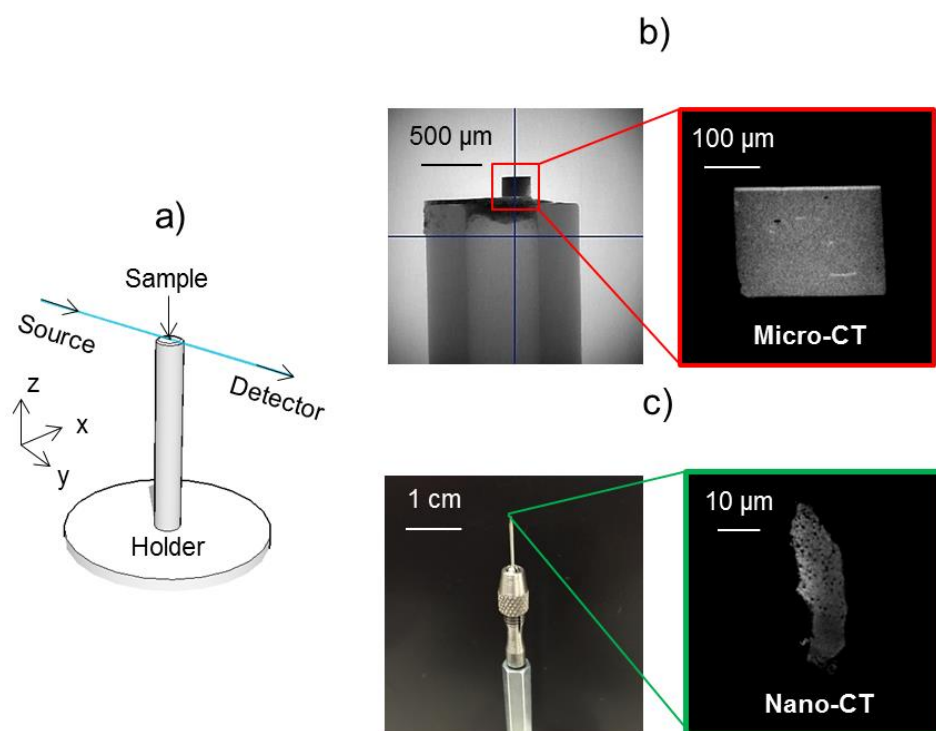 a)
Sample
Source
Detector
z
x
y
Holder
b)
500 µm
100 µm
Micro-CT
c)
1 cm
10 µm
Nano-CT